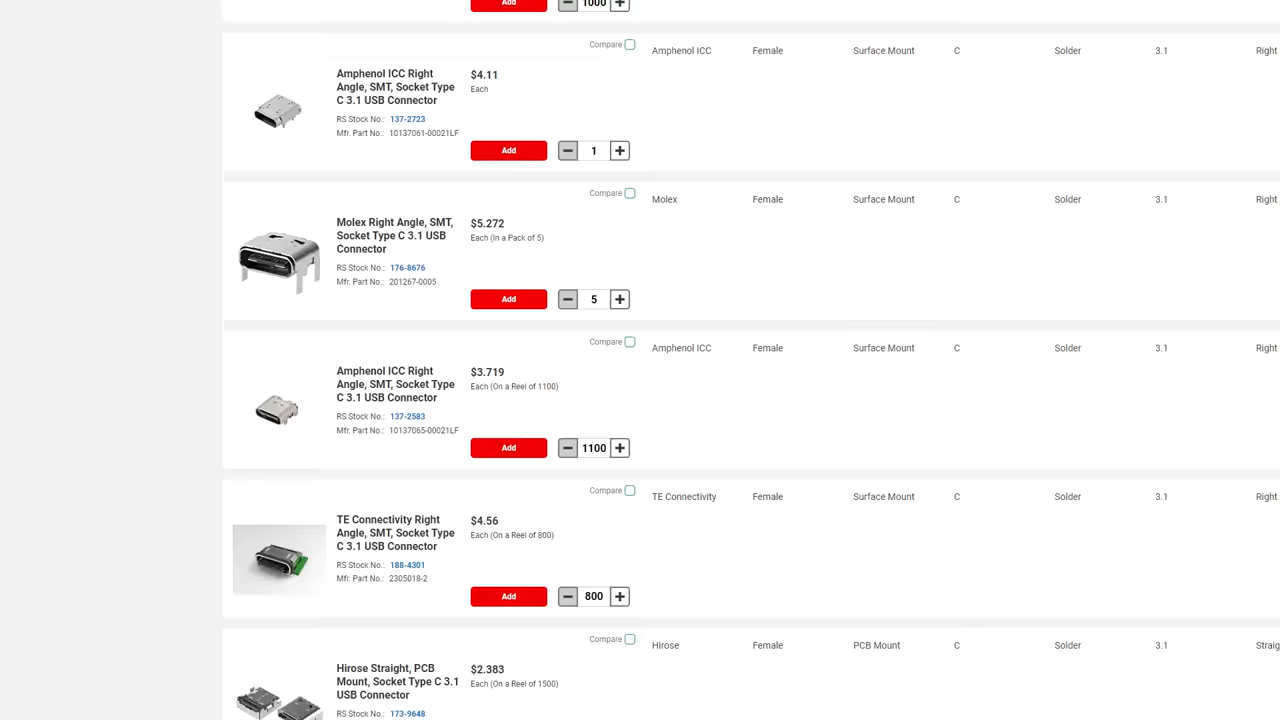 Add 1000
Compare
Amphenol ICC Female Surface Mount C Solder 3.1 Right
Amphenol ICC Right
Angle, SMT, Socket Type
C 3.1 USB Connector
$4.11
Each
RS Stock No.: 137-2723
Mfr. Part No.: 10137061-00021LF
Add 1
Compare
Molex Female Surface Mount C Solder 3.1 Right
Molex Right Angle, SMT,
Socket Type C 3.1 USB
Connector
$5.272
Each (In a Pack of 5)
RS Stock No.: 176-8676
Mfr. Part No.: 201267-0005
Add 5
Compare
Amphenol ICC Female Surface Mount C Solder 3.1 Right
Amphenol ICC Right
Angle, SMT, Socket Type
C 3.1 USB Connector
$3.719
Each (On a Reel of 1100)
RS Stock No.: 137-2583
Mfr. Part No.: 10137065-00021LF
Add 1100
Compare
TE Connectivity Female Surface Mount C Solder 3.1 Right
TE Connectivity Right
Angle, SMT, Socket Type
C 3.1 USB Connector
$4.56
Each (On a Reel of 800)
RS Stock No.: 188-4301
Mfr. Part No.: 2305018-2
Add 800
Compare
Hirose Female PCB Mount C Solder 3.1 Straig
Hirose Straight, PCB
Mount, Socket Type C 3.1
USB Connector
$2.383
Each (On a Reel of 1500)
RS Stock No.: 173-9648